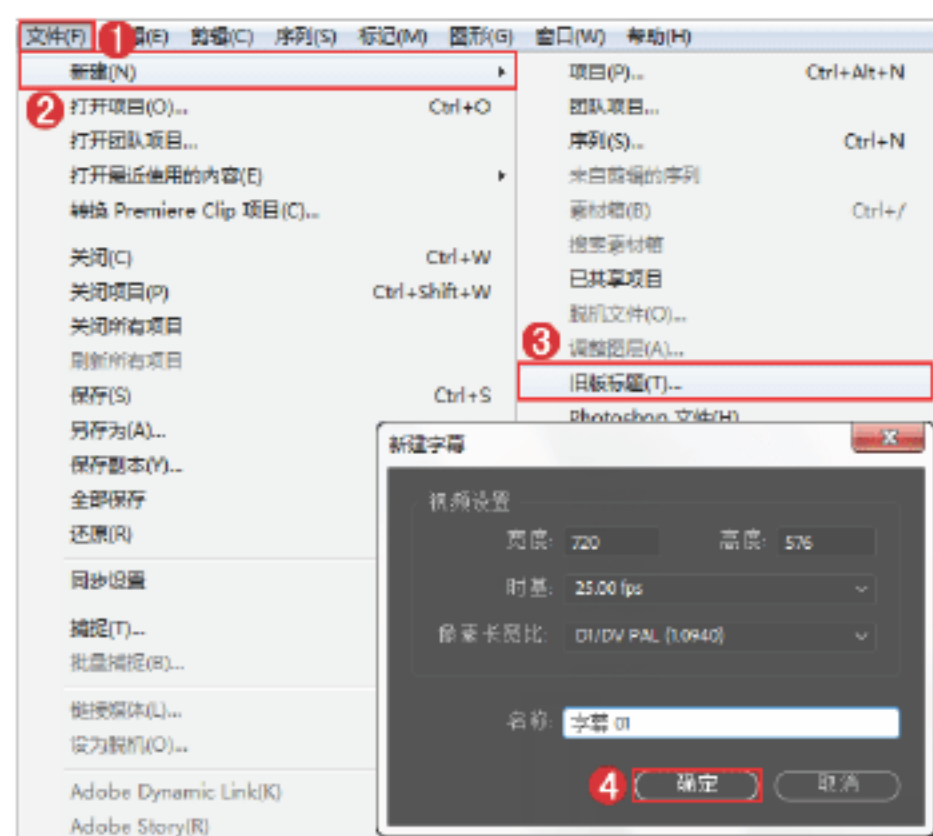 文件(F) 1 辑(E) 剪辑(C) 序列(S) 标记(M) 图形(G) 窗口(W) 帮助(H)
新建(N)
2 打开项目(O)... Ctrl+O
打开团队项目...
打开最近使用的内容(E)
转换 Premiere Clip 项目(C)...
关闭(C) Ctrl+W
关闭项目(P) Ctrl+Shift+W
关闭所有项目
刷新所有项目
保存(S) Ctrl+S
另存为(A)...
保存副本(Y)...
全部保存
还原(R)
同步设置
捕捉(T)...
批量捕捉(B)...
链接媒体(L)...
设为脱机(O)...
Adobe Dynamic Link(K)
Adobe Story(R)
项目(P)... Ctrl+Alt+N
团队项目...
序列(S)... Ctrl+N
来自剪辑的序列
素材箱(B) Ctrl+/
搜索素材箱
已共享项目
脱机文件(O)...
3 调整图层(A)...
旧版标题(T)...
Photoshop 文件(H)
新建字幕
视频设置
宽度: 720 高度: 576
时基: 25.00 fps
像素长宽比: D1/DV PAL (1.0940)
名称: 字幕 01
4 确定 取消